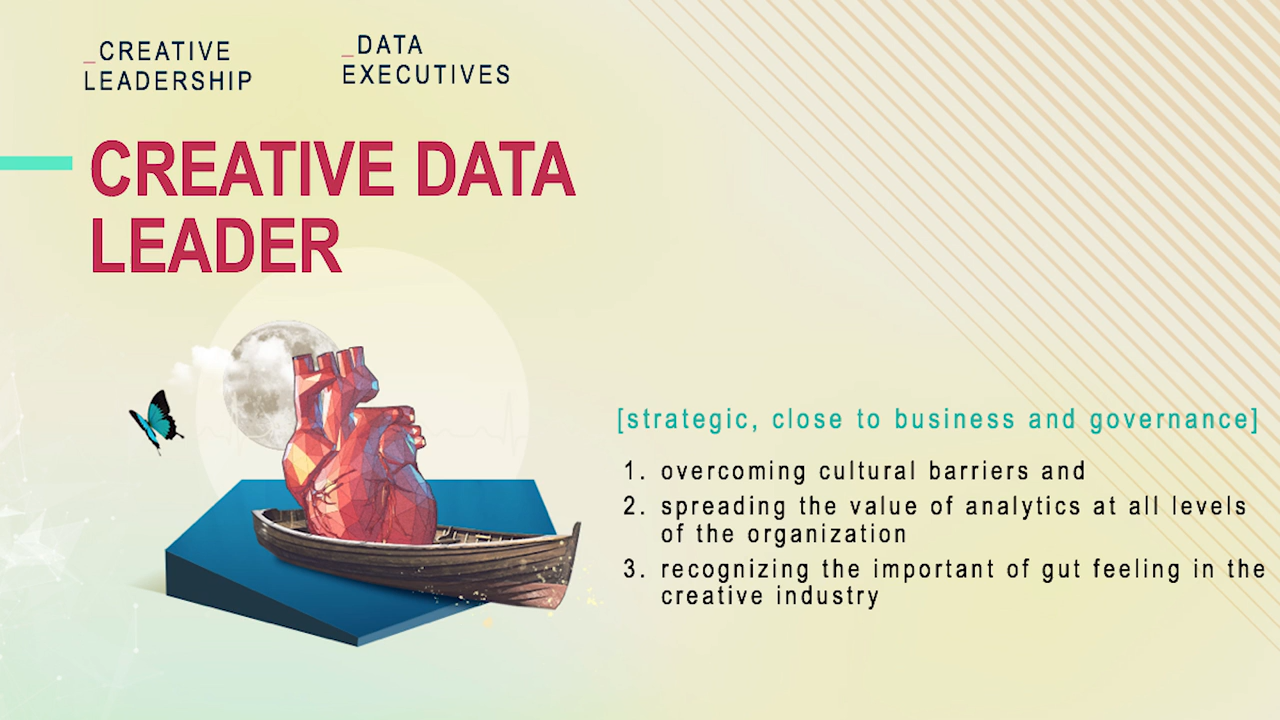 _CREATIVE
LEADERSHIP
_DATA
EXECUTIVES
CREATIVE DATA
LEADER
[strategic, close to business and governance]
1. overcoming cultural barriers and
2. spreading the value of analytics at all levels
of the organization
3. recognizing the important of gut feeling in the
creative industry